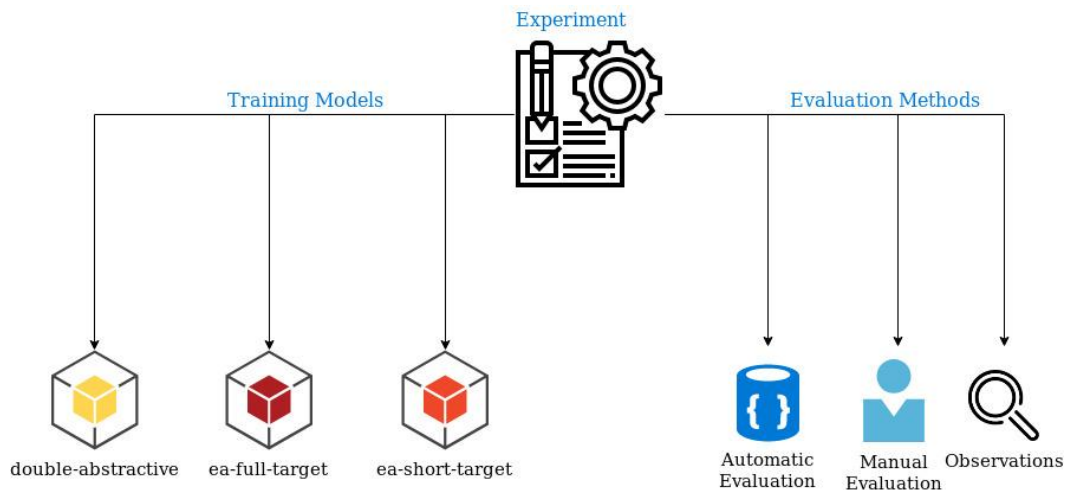 Experiment
Training Models
Evaluation Methods
double-abstractive
ea-full-target
ea-short-target
Automatic
Evaluation
Manual
Evaluation
Observations